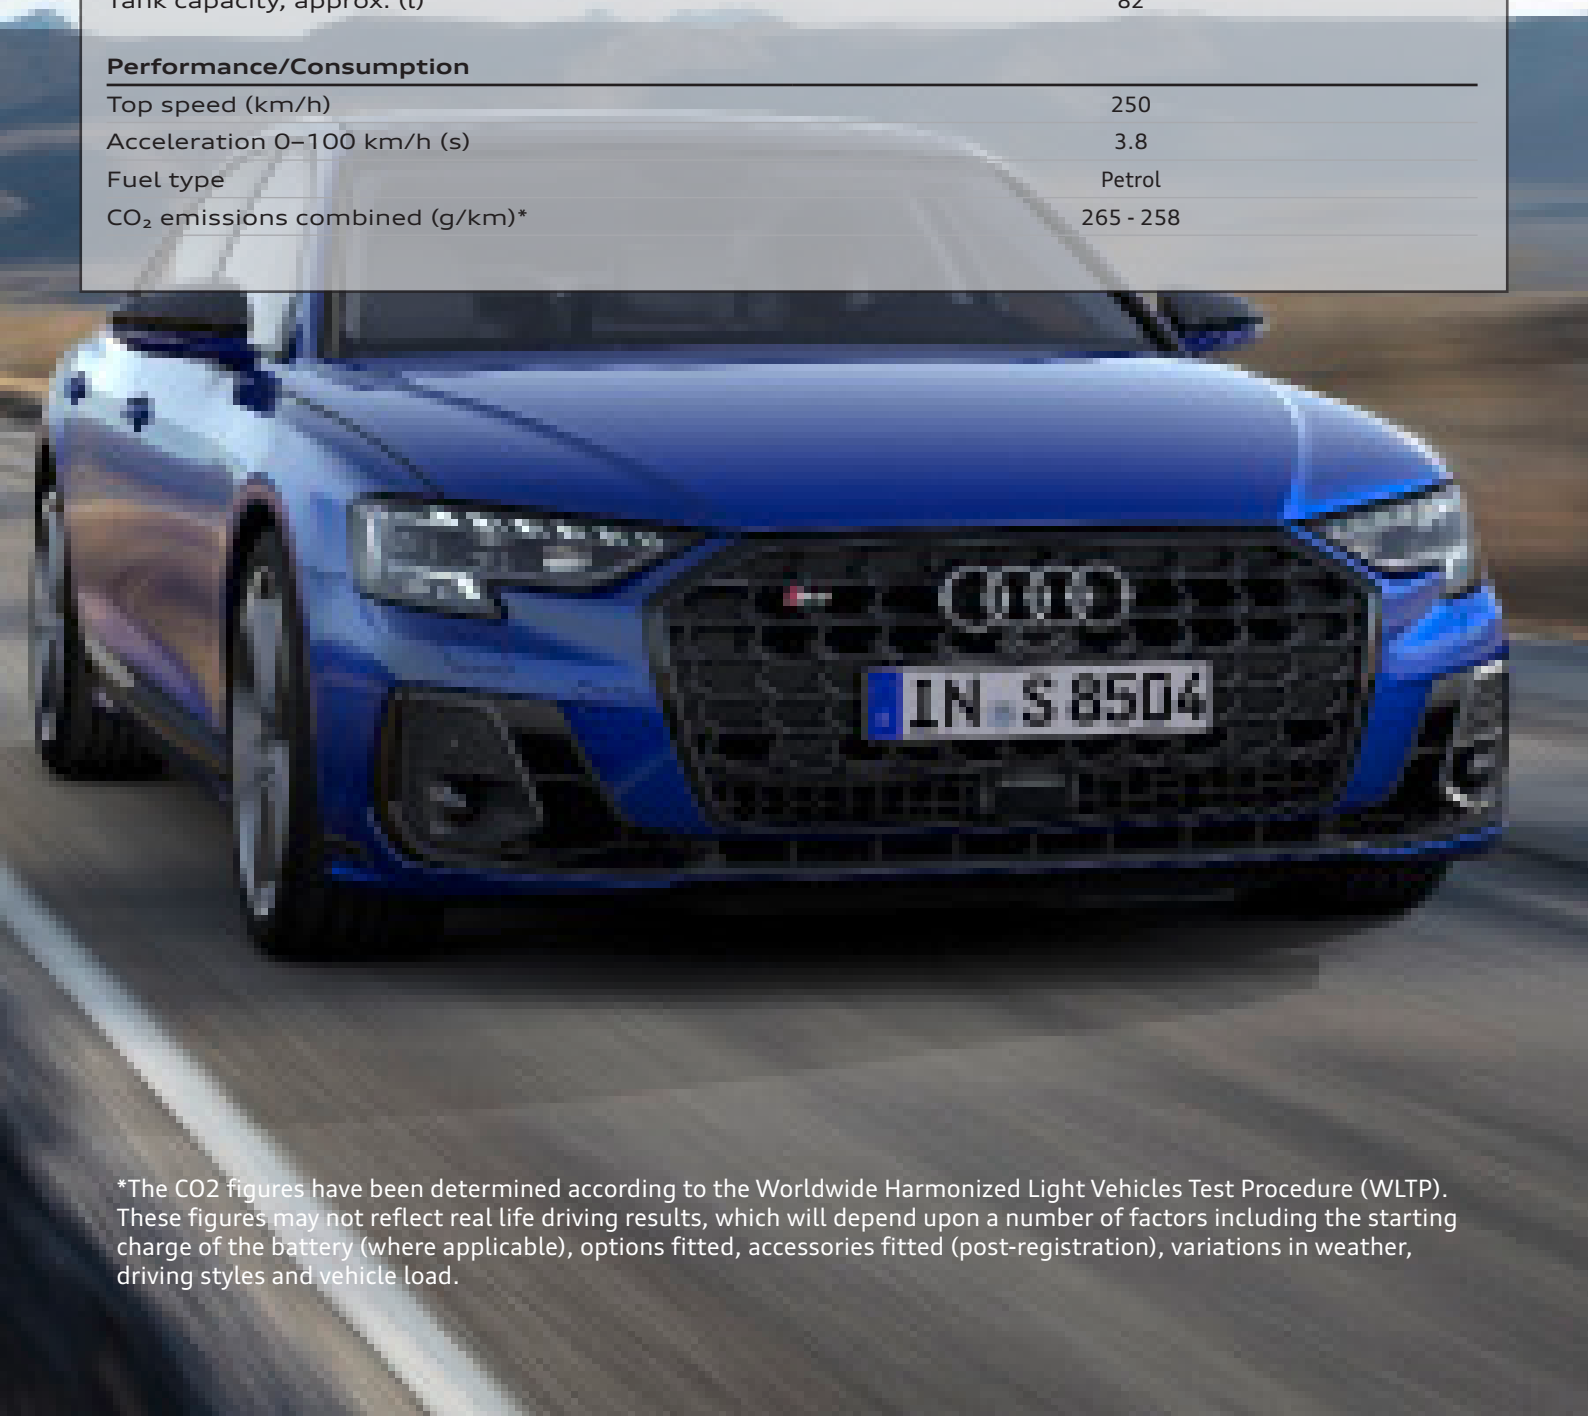 Tank capacity, approx. (l) 82
Performance/Consumption
Top speed (km/h) 250
Acceleration 0–100 km/h (s) 3.8
Fuel type Petrol
CO₂ emissions combined (g/km)* 265 - 258
IN S 8504
*The CO2 figures have been determined according to the Worldwide Harmonized Light Vehicles Test Procedure (WLTP).
These figures may not reflect real life driving results, which will depend upon a number of factors including the starting
charge of the battery (where applicable), options fitted, accessories fitted (post-registration), variations in weather,
driving styles and vehicle load.